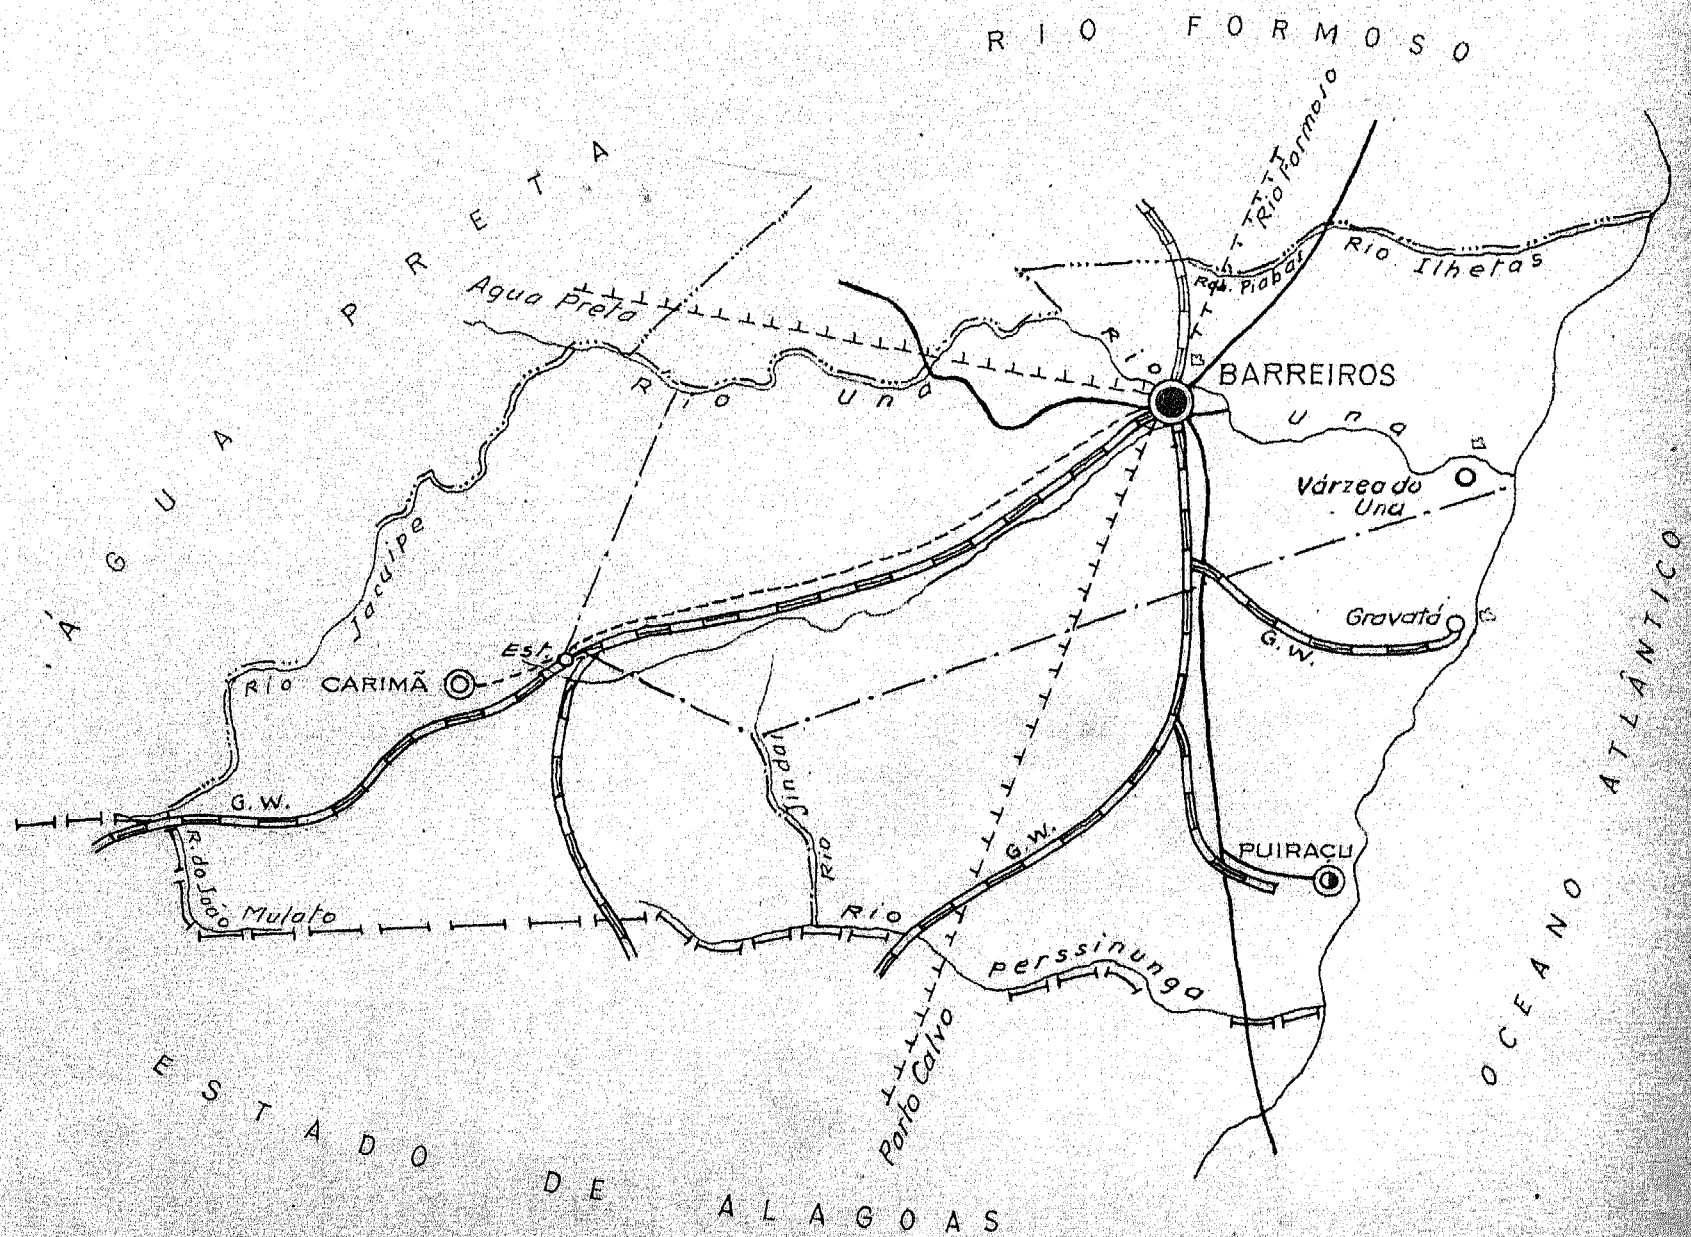 RIO FORMOSO
Rio Formoso
ÁGUA PRETA
Agua Preta
Rio Ilhetas
Rch. Piabas
Rio Una
BARREIROS
Rio Una
Várzea do
Una
Jacuipe
Rio
Gravatá
G. W.
Est.
CARIMÃ
G. W.
Jindaí
Rio
R. do João
Mulato
G. W.
PUIRAÇU
Rio
Perssinunga
Porto Calvo
OCEANO ATLÂNTICO
ESTADO DE ALAGOAS